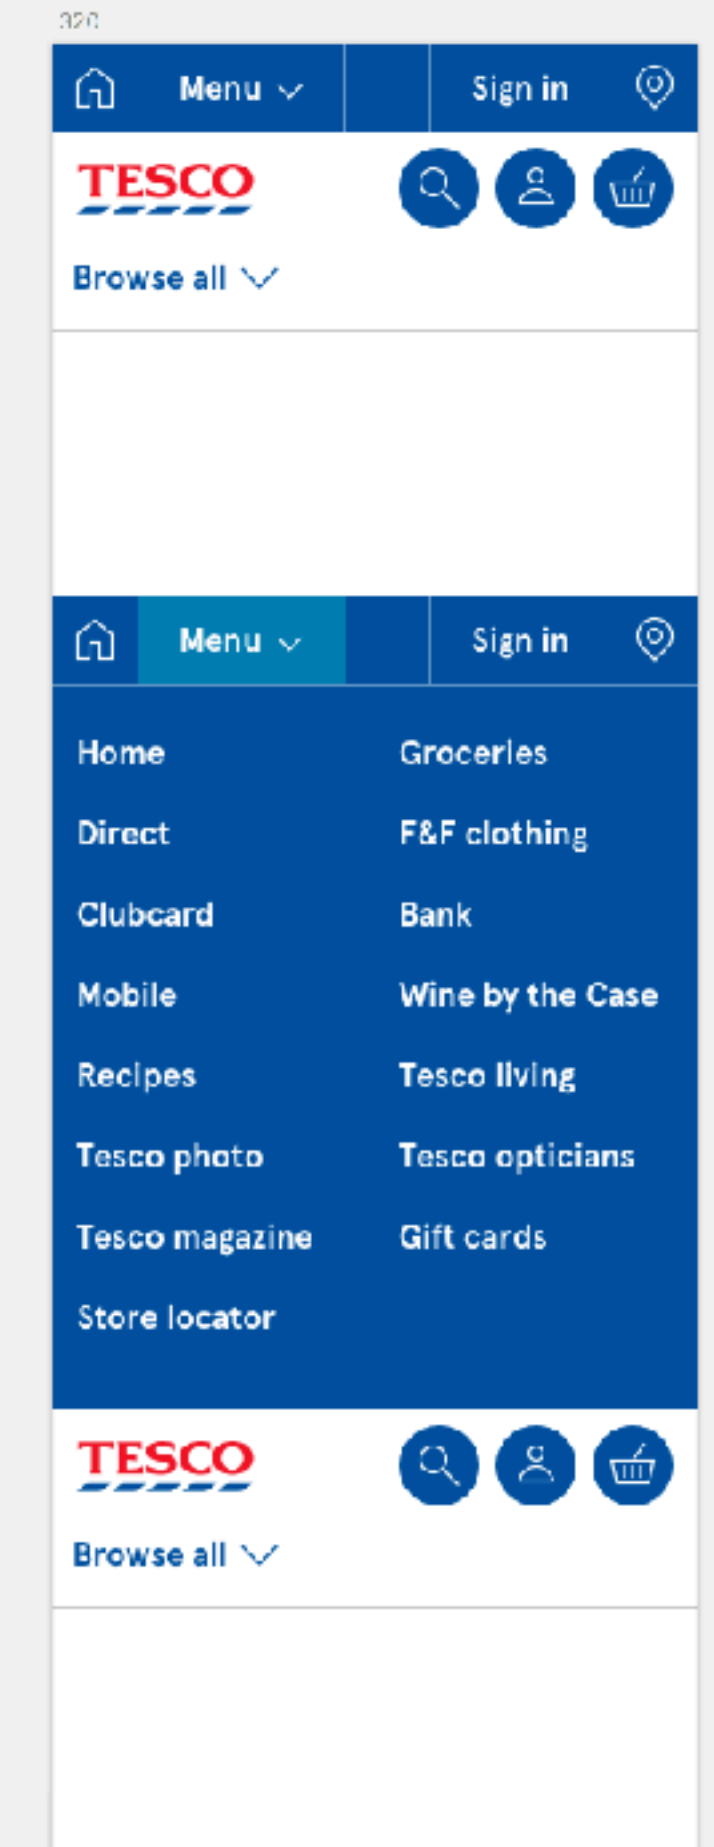 320
Menu Sign in
TESCO
Browse all
Menu Sign in
Home Groceries
Direct F&F clothing
Clubcard Bank
Mobile Wine by the Case
Recipes Tesco living
Tesco photo Tesco opticians
Tesco magazine Gift cards
Store locator
TESCO
Browse all